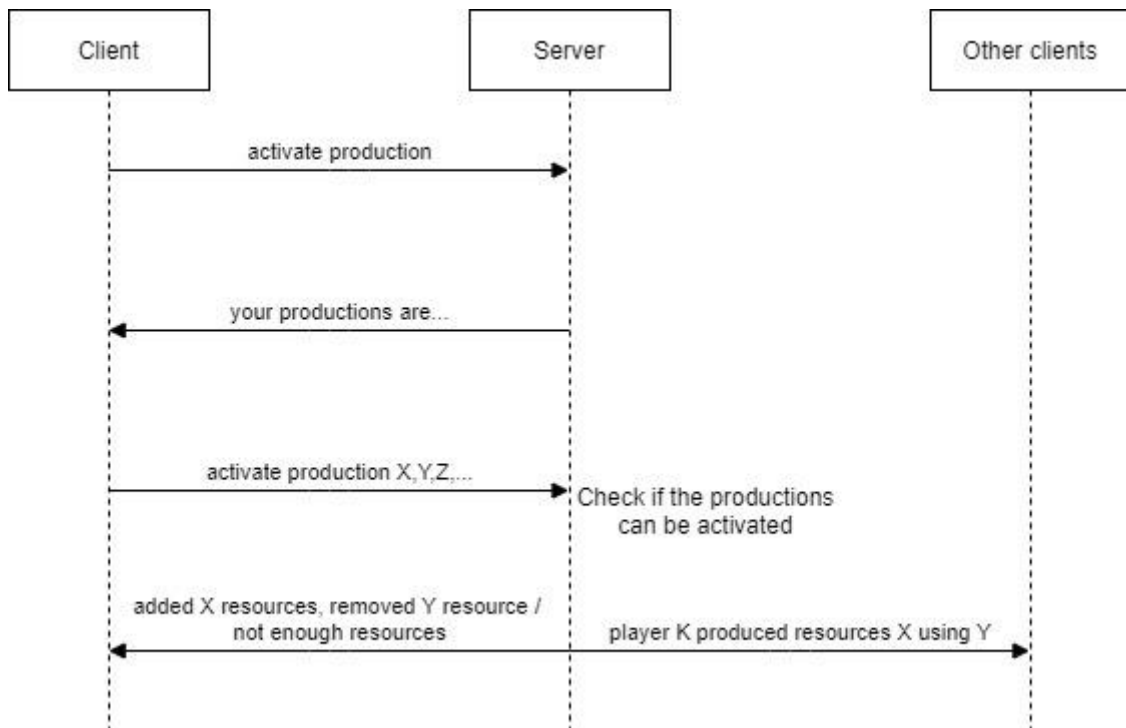 Client
Server
Other clients
activate production
your productions are...
activate production X,Y,Z,...
Check if the productions
can be activated
added X resources, removed Y resource /
not enough resources
player K produced resources X using Y